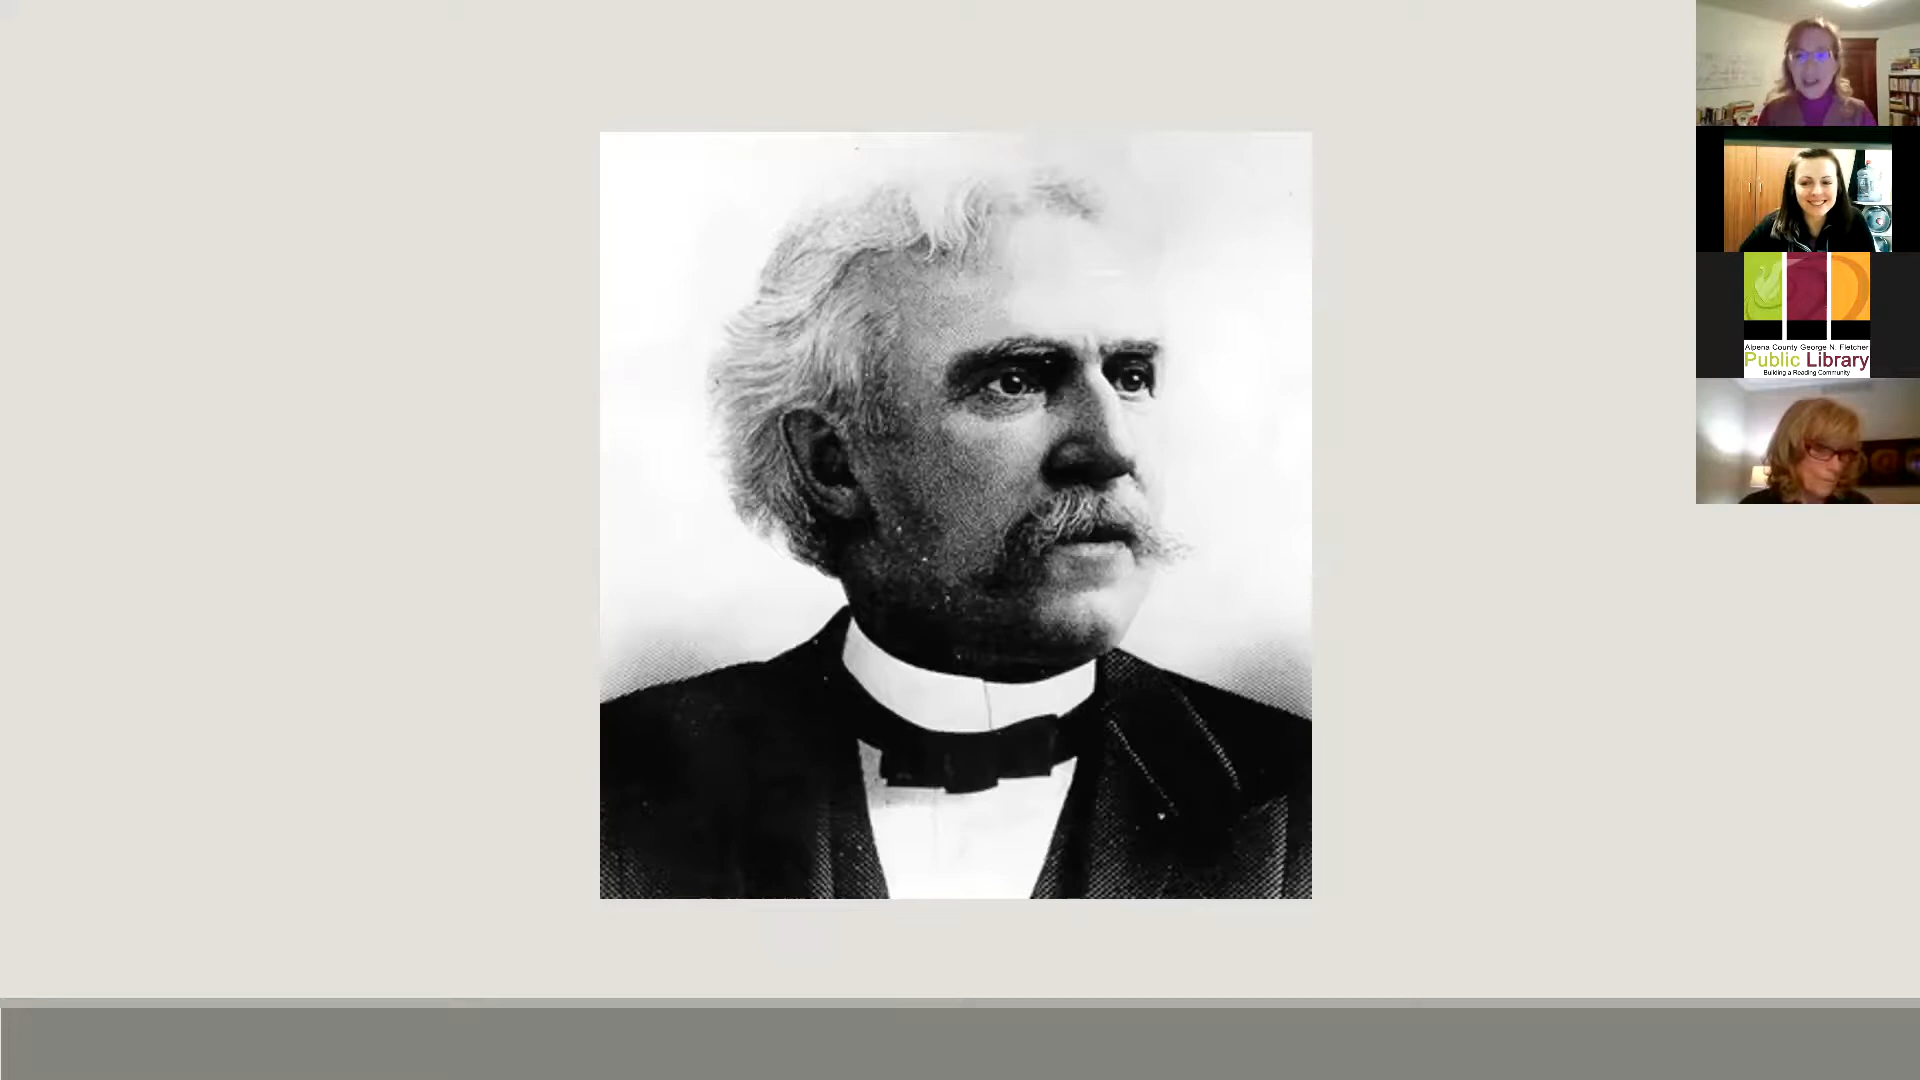 Alpena County George N. Fletcher
Public Library
Building a Reading Community